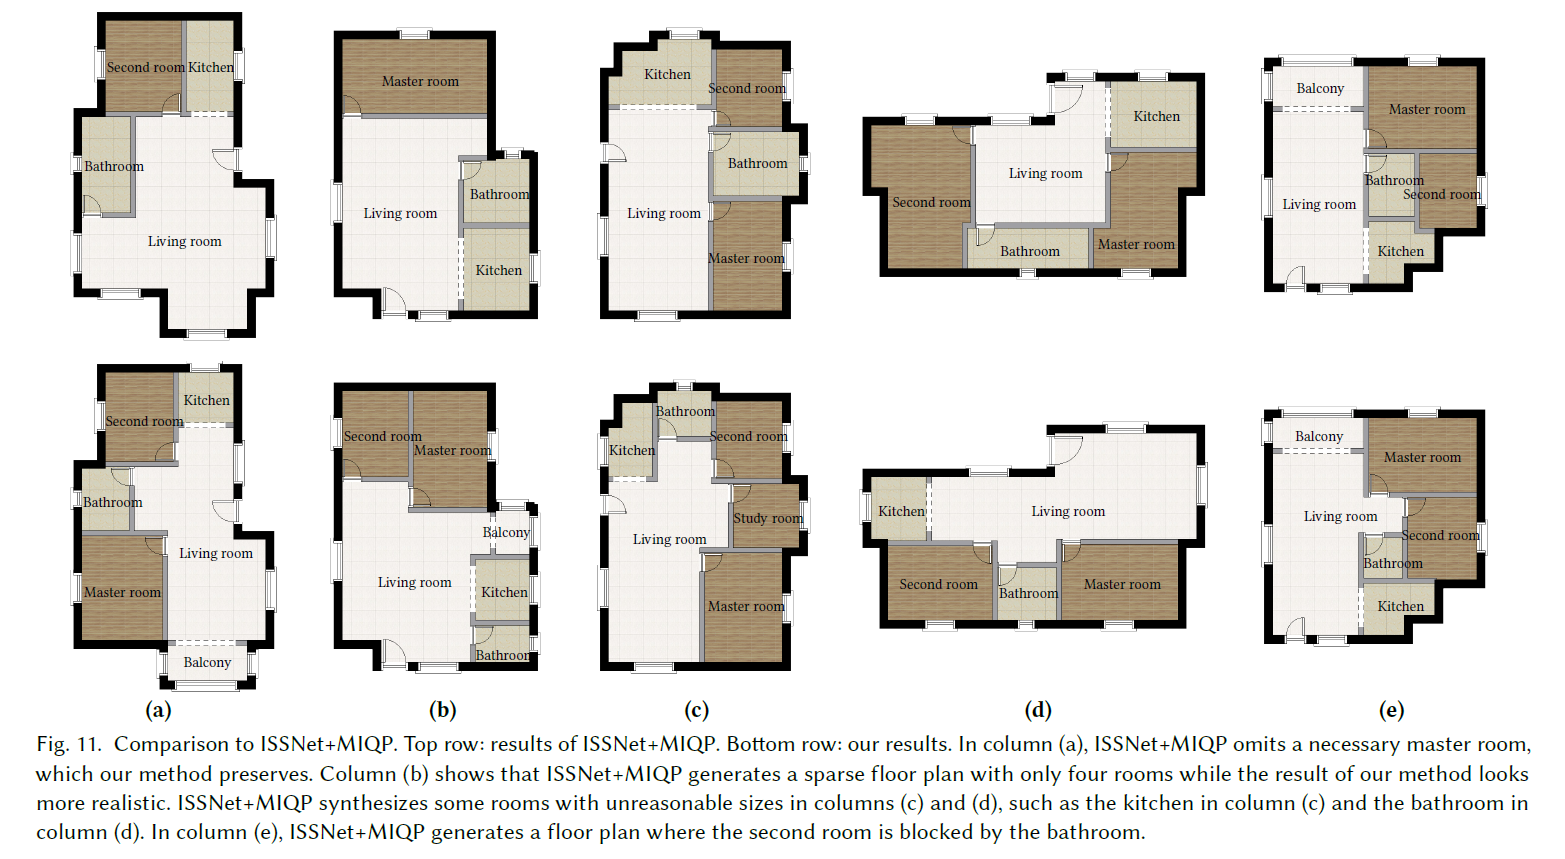 Second room
Kitchen
Bathroom
Living room
Master room
Living room
Bathroom
Kitchen
Kitchen
Second room
Bathroom
Living room
Master room
Kitchen
Living room
Second room
Master room
Bathroom
Balcony
Master room
Bathroom
Second room
Living room
Kitchen
Kitchen
Second room
Bathroom
Living room
Master room
Balcony
Second room
Master room
Balcony
Living room
Kitchen
Bathroom
Bathroom
Second room
Kitchen
Study room
Living room
Master room
Kitchen
Living room
Second room
Bathroom
Master room
Balcony
Master room
Living room
Second room
Bathroom
Kitchen
(a)
(b)
(c)
(d)
(e)
Fig. 11. Comparison to ISSNet+MIQP. Top row: results of ISSNet+MIQP. Bottom row: our results. In column (a), ISSNet+MIQP omits a necessary master room,
which our method preserves. Column (b) shows that ISSNet+MIQP generates a sparse floor plan with only four rooms while the result of our method looks
more realistic. ISSNet+MIQP synthesizes some rooms with unreasonable sizes in columns (c) and (d), such as the kitchen in column (c) and the bathroom in
column (d). In column (e), ISSNet+MIQP generates a floor plan where the second room is blocked by the bathroom.